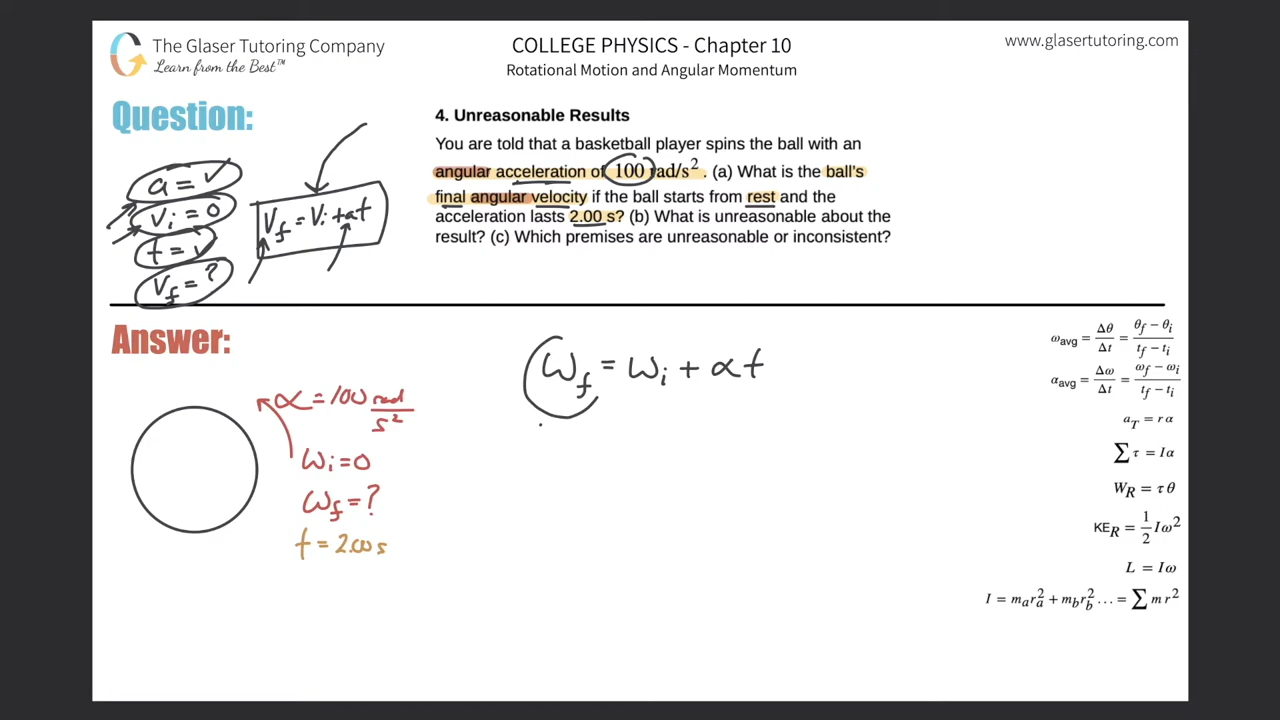 The Glaser Tutoring Company
Learn from the Best™
COLLEGE PHYSICS - Chapter 10
Rotational Motion and Angular Momentum
www.glasertutoring.com
Question:
a = ✓
Vi = 0
t = ✓
Vf = ?
Vf = Vi + at
4. Unreasonable Results
You are told that a basketball player spins the ball with an
angular acceleration of 100 rad/s². (a) What is the ball's
final angular velocity if the ball starts from rest and the
acceleration lasts 2.00 s? (b) What is unreasonable about the
result? (c) Which premises are unreasonable or inconsistent?
Answer:
α = 100 rad/s²
ωi = 0
ωf = ?
t = 2.00 s
ωf = ωi + αt
ωavg = Δθ/Δt = (θf − θi)/(tf − ti)
αavg = Δω/Δt = (ωf − ωi)/(tf − ti)
aT = rα
∑ τ = Iα
WR = τθ
KER = 1/2 Iω²
L = Iω
I = mara² + mbrb² … = ∑ mr²